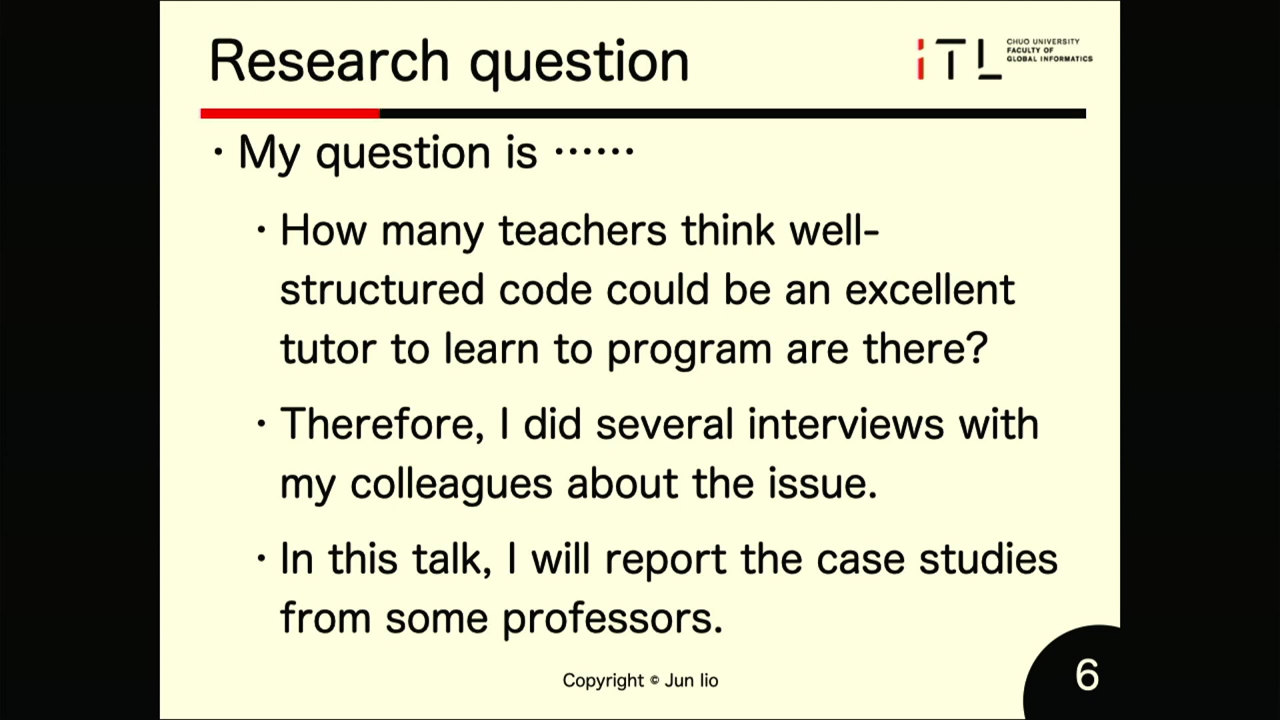 Research question
iTL
CHUO UNIVERSITY
FACULTY OF
GLOBAL INFORMATICS
・My question is ……
・How many teachers think well-
structured code could be an excellent
tutor to learn to program are there?
・Therefore, I did several interviews with
my colleagues about the issue.
・In this talk, I will report the case studies
from some professors.
Copyright © Jun Iio
6